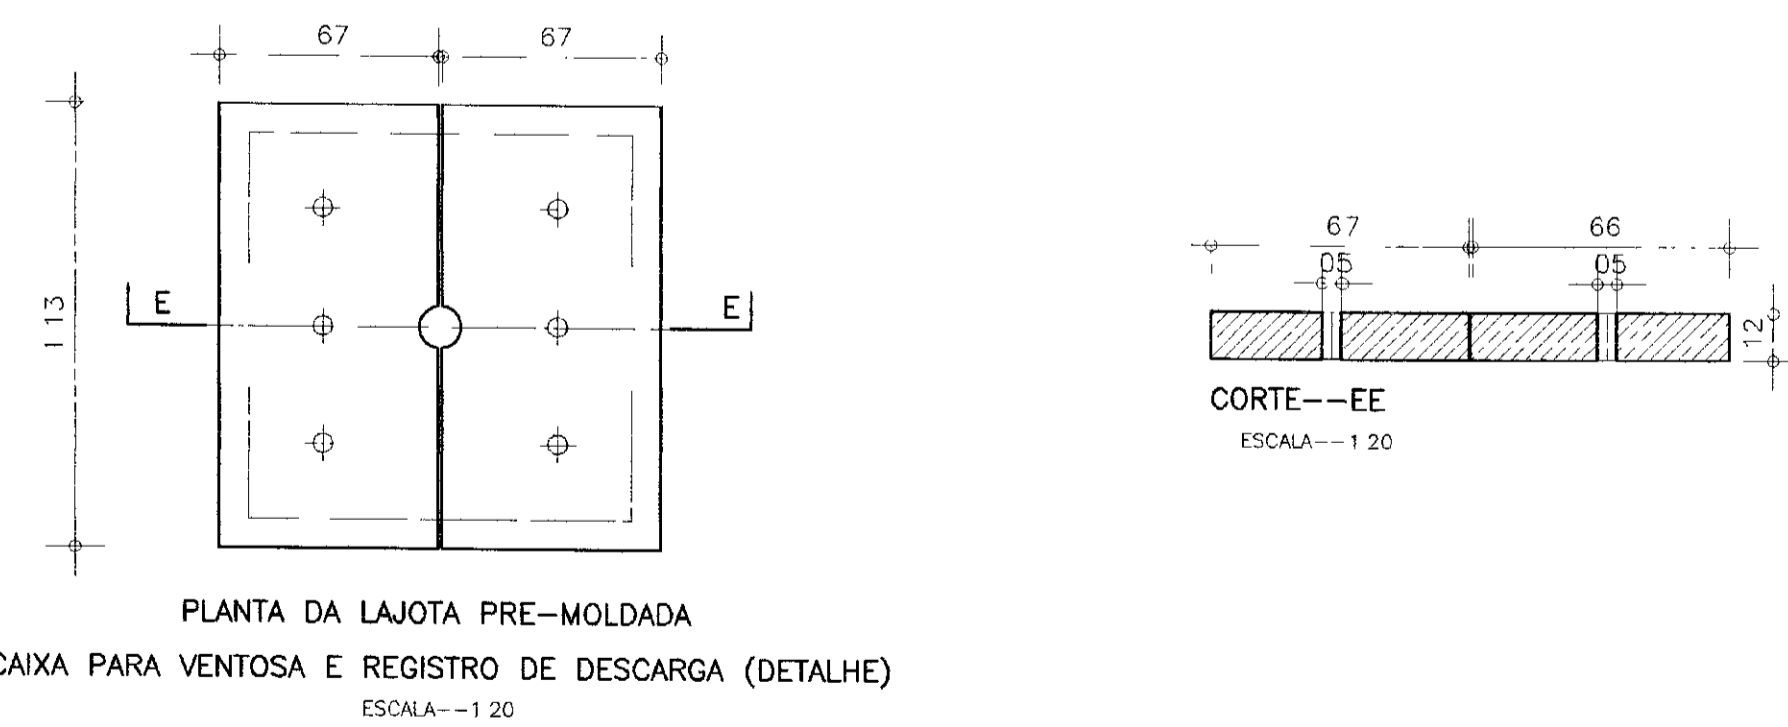 67 67
1 13
E E
PLANTA DA LAJOTA PRE-MOLDADA
CAIXA PARA VENTOSA E REGISTRO DE DESCARGA (DETALHE)
ESCALA--1 20
67 66
05 05
12
CORTE--EE
ESCALA--1 20